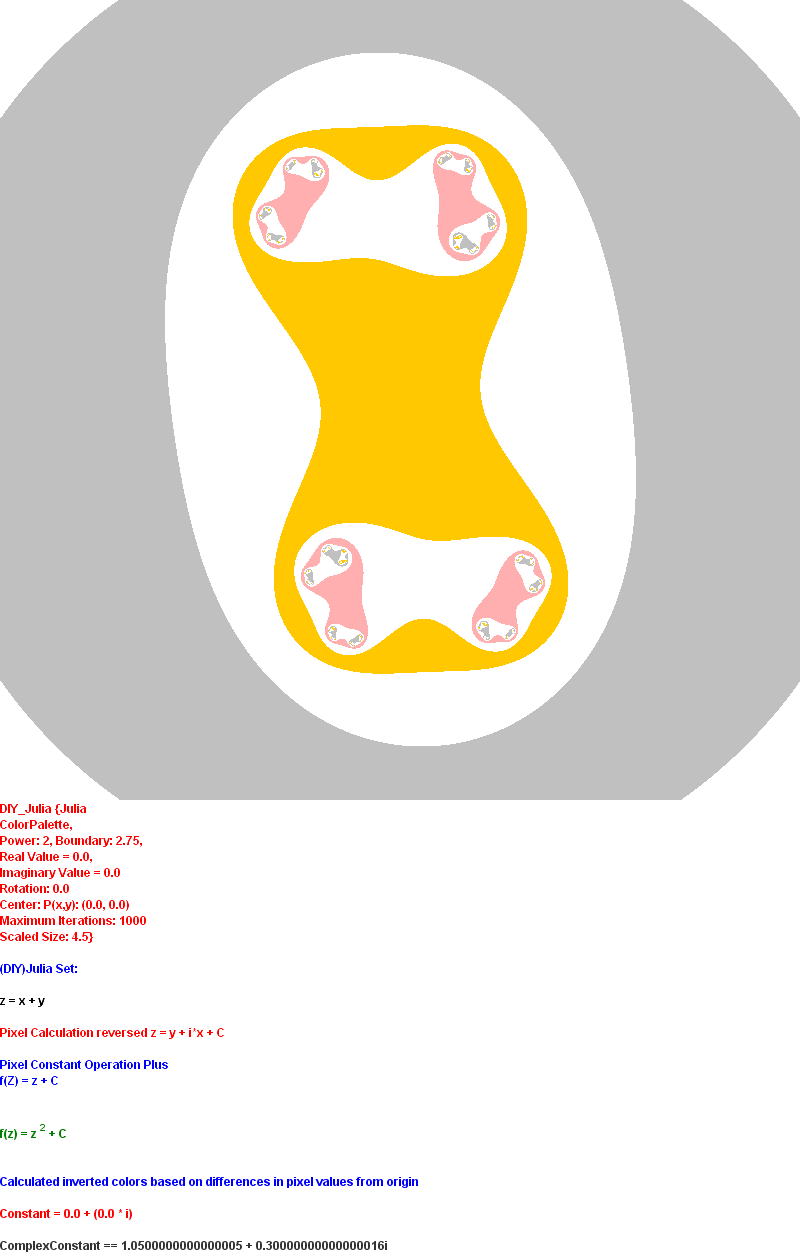 DIY_Julia {Julia
ColorPalette,
Power: 2, Boundary: 2.75,
Real Value = 0.0,
Imaginary Value = 0.0
Rotation: 0.0
Center: P(x,y): (0.0, 0.0)
Maximum Iterations: 1000
Scaled Size: 4.5}
(DIY)Julia Set:
z = x + y
Pixel Calculation reversed z = y + i*x + C
Pixel Constant Operation Plus
f(Z) = z + C
f(z) = z ² + C
Calculated inverted colors based on differences in pixel values from origin
Constant = 0.0 + (0.0 * i)
ComplexConstant == 1.0500000000000005 + 0.30000000000000016i